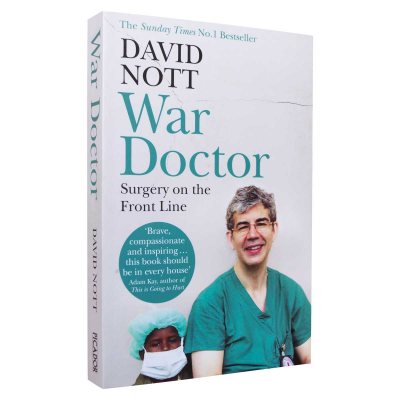 The Sunday Times No.1 Bestseller
DAVID
NOTT
War
Doctor
Surgery on the
Front Line
'Brave,
compassionate
and inspiring...
this book should
be in every house'
Adam Kay, author of
This is Going to Hurt
War Doctor
DAVID NOTT
PICADOR